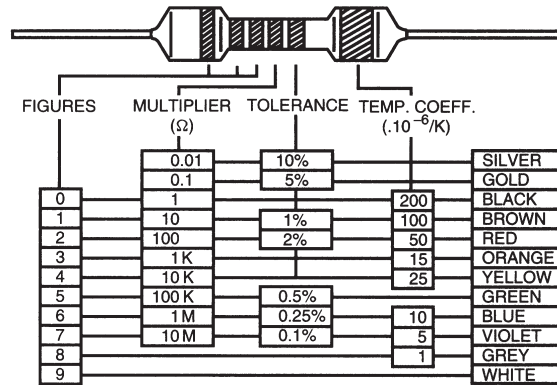 FIGURES MULTIPLIER TOLERANCE TEMP. COEFF.
(Ω) (.10⁻⁶/K)
0.01 10% SILVER
0.1 5% GOLD
0 1 200 BLACK
1 10 1% 100 BROWN
2 100 2% 50 RED
3 1 K 15 ORANGE
4 10 K 25 YELLOW
5 100 K 0.5% GREEN
6 1 M 0.25% 10 BLUE
7 10 M 0.1% 5 VIOLET
8 1 GREY
9 WHITE